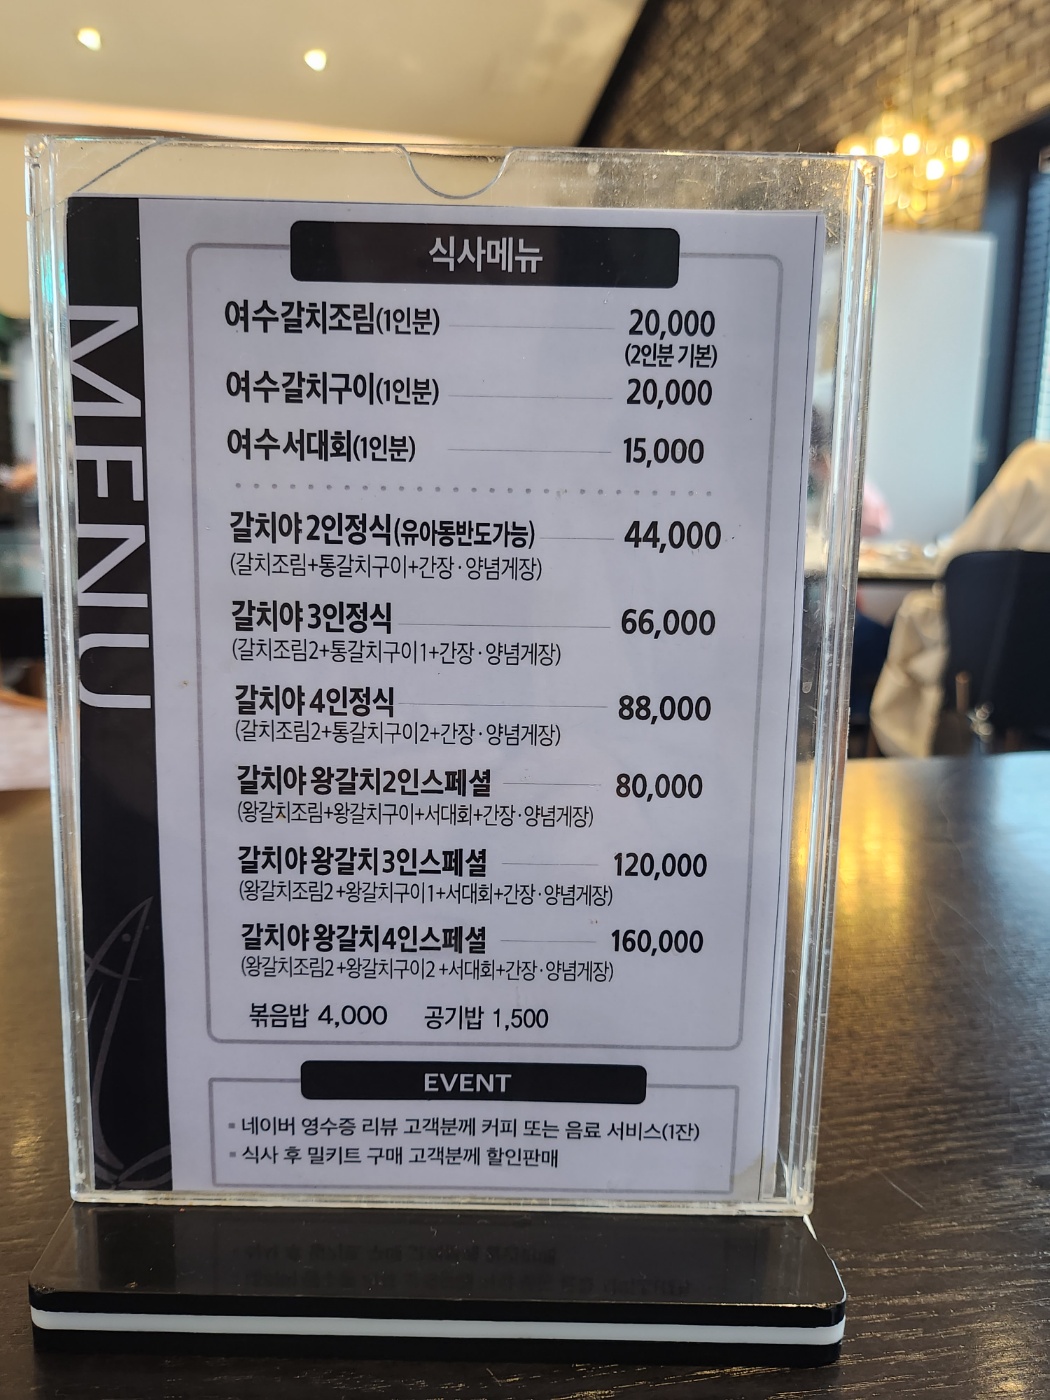 MENU
식사메뉴
여수갈치조림(1인분) 20,000
(2인분 기본)
여수갈치구이(1인분) 20,000
여수서대회(1인분) 15,000
갈치야 2인정식(유아동반도가능) 44,000
(갈치조림+통갈치구이+간장·양념게장)
갈치야 3인정식 66,000
(갈치조림2+통갈치구이1+간장·양념게장)
갈치야 4인정식 88,000
(갈치조림2+통갈치구이2+간장·양념게장)
갈치야 왕갈치2인스페셜 80,000
(왕갈치조림+왕갈치구이+서대회+간장·양념게장)
갈치야 왕갈치3인스페셜 120,000
(왕갈치조림2+왕갈치구이1+서대회+간장·양념게장)
갈치야 왕갈치4인스페셜 160,000
(왕갈치조림2+왕갈치구이2+서대회+간장·양념게장)
볶음밥 4,000 공기밥 1,500
EVENT
▪ 네이버 영수증 리뷰 고객분께 커피 또는 음료 서비스(1잔)
▪ 식사 후 밀키트 구매 고객분께 할인판매